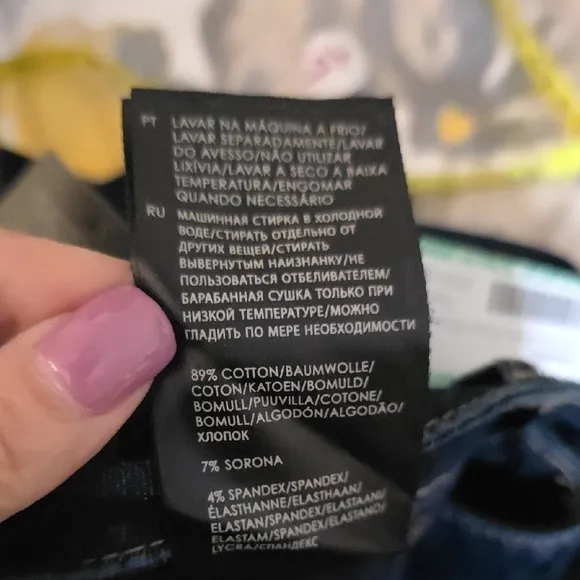 PT LAVAR NA MÁQUINA A FRIO/
LAVAR SEPARADAMENTE/LAVAR
DO AVESSO/NÃO UTILIZAR
LIXÍVIA/LAVAR A SECO A BAIXA
TEMPERATURA/ENGOMAR
QUANDO NECESSÁRIO
RU МАШИННАЯ СТИРКА В ХОЛОДНОЙ
ВОДЕ/СТИРАТЬ ОТДЕЛЬНО ОТ
ДРУГИХ ВЕЩЕЙ/СТИРАТЬ
ВЫВЕРНУТЫМ НАИЗНАНКУ/НЕ
ПОЛЬЗОВАТЬСЯ ОТБЕЛИВАТЕЛЕМ/
БАРАБАННАЯ СУШКА ТОЛЬКО ПРИ
НИЗКОЙ ТЕМПЕРАТУРЕ/МОЖНО
ГЛАДИТЬ ПО МЕРЕ НЕОБХОДИМОСТИ
89% COTTON/BAUMWOLLE/
COTON/KATOEN/BOMULD/
BOMULL/PUUVILLA/COTONE/
BOMULL/ALGODÓN/ALGODÃO/
ХЛОПОК
7% SORONA
4% SPANDEX/SPANDEX/
ÉLASTHANNE/ELASTHAAN/
ELASTAN/SPANDEX/ELASTAANI/
ELASTAM/SPANDEX/ELASTANO/
LYCRA/СПАНДЕКС